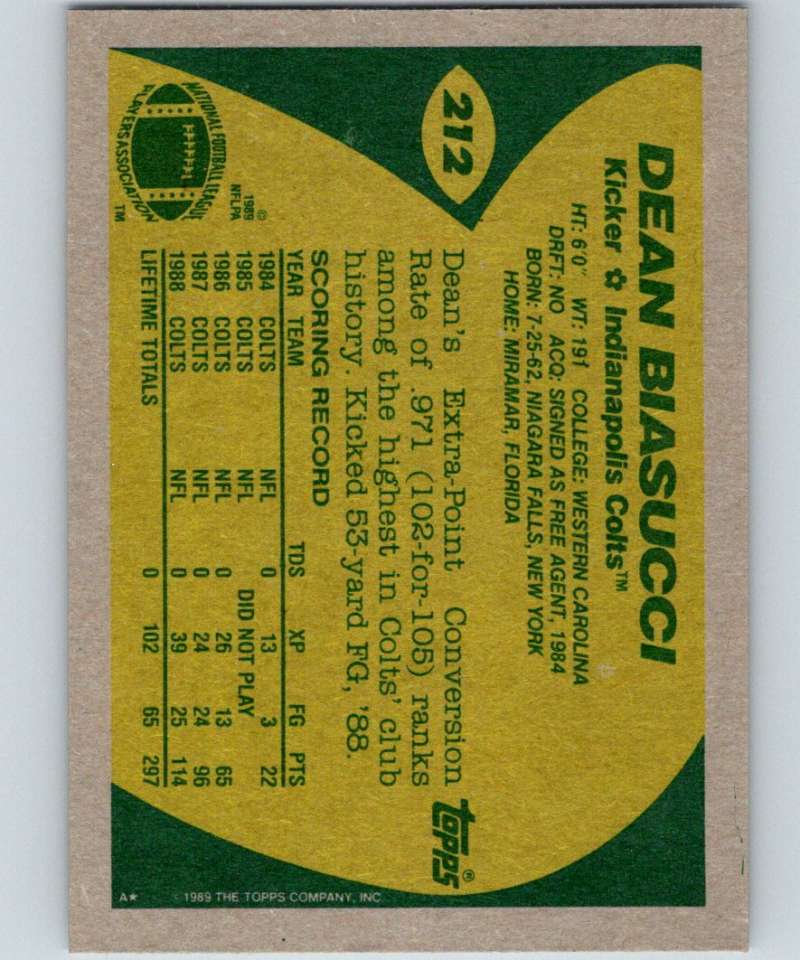 212
DEAN BIASUCCI
Kicker ✪ Indianapolis Colts™
HT: 6'0" WT: 191 COLLEGE: WESTERN CAROLINA
DRFT: NO ACQ: SIGNED AS FREE AGENT, 1984
BORN: 7-25-62, NIAGARA FALLS, NEW YORK
HOME: MIRAMAR, FLORIDA
Dean's Extra-Point Conversion
Rate of .971 (102-for-105) ranks
among the highest in Colts' club
history. Kicked 53-yard FG, '88.
SCORING RECORD
YEAR TEAM TDS XP FG PTS
1984 COLTS NFL 0 13 3 22
1985 COLTS NFL DID NOT PLAY
1986 COLTS NFL 0 26 13 65
1987 COLTS NFL 0 24 24 96
1988 COLTS NFL 0 39 25 114
LIFETIME TOTALS 0 102 65 297
NATIONAL FOOTBALL LEAGUE
PLAYERS ASSOCIATION
TM
©
1989
NFLPA
topps®
A★ © 1989 THE TOPPS COMPANY, INC